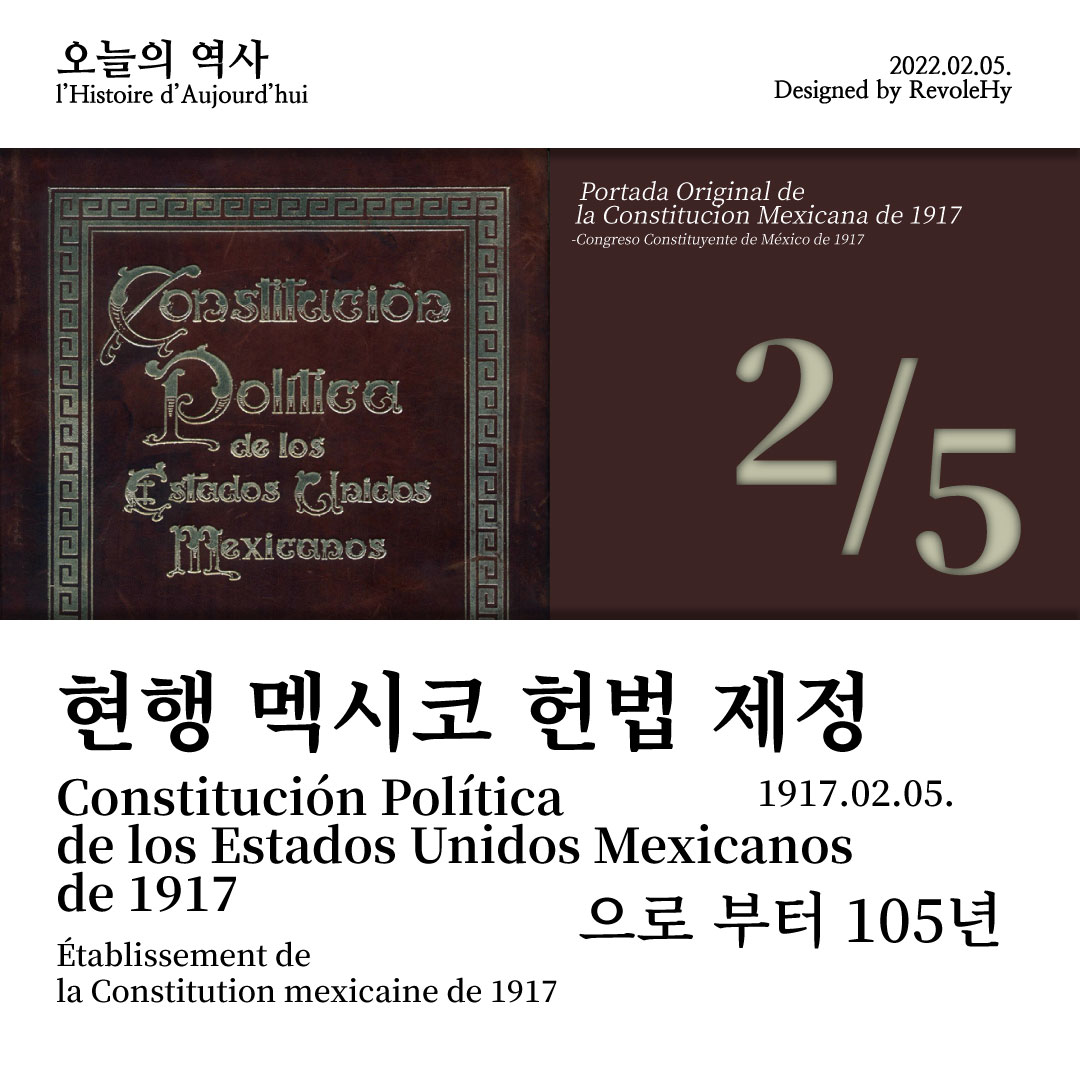 오늘의 역사
l’Histoire d’Aujourd’hui
2022.02.05.
Designed by RevoleHy
Constitución
Política
de los
Estados Unidos
Mexicanos
Portada Original de
la Constitucion Mexicana de 1917
-Congreso Constituyente de México de 1917
2/5
현행 멕시코 헌법 제정
Constitución Política
de los Estados Unidos Mexicanos
de 1917
1917.02.05.
으로 부터 105년
Établissement de
la Constitution mexicaine de 1917